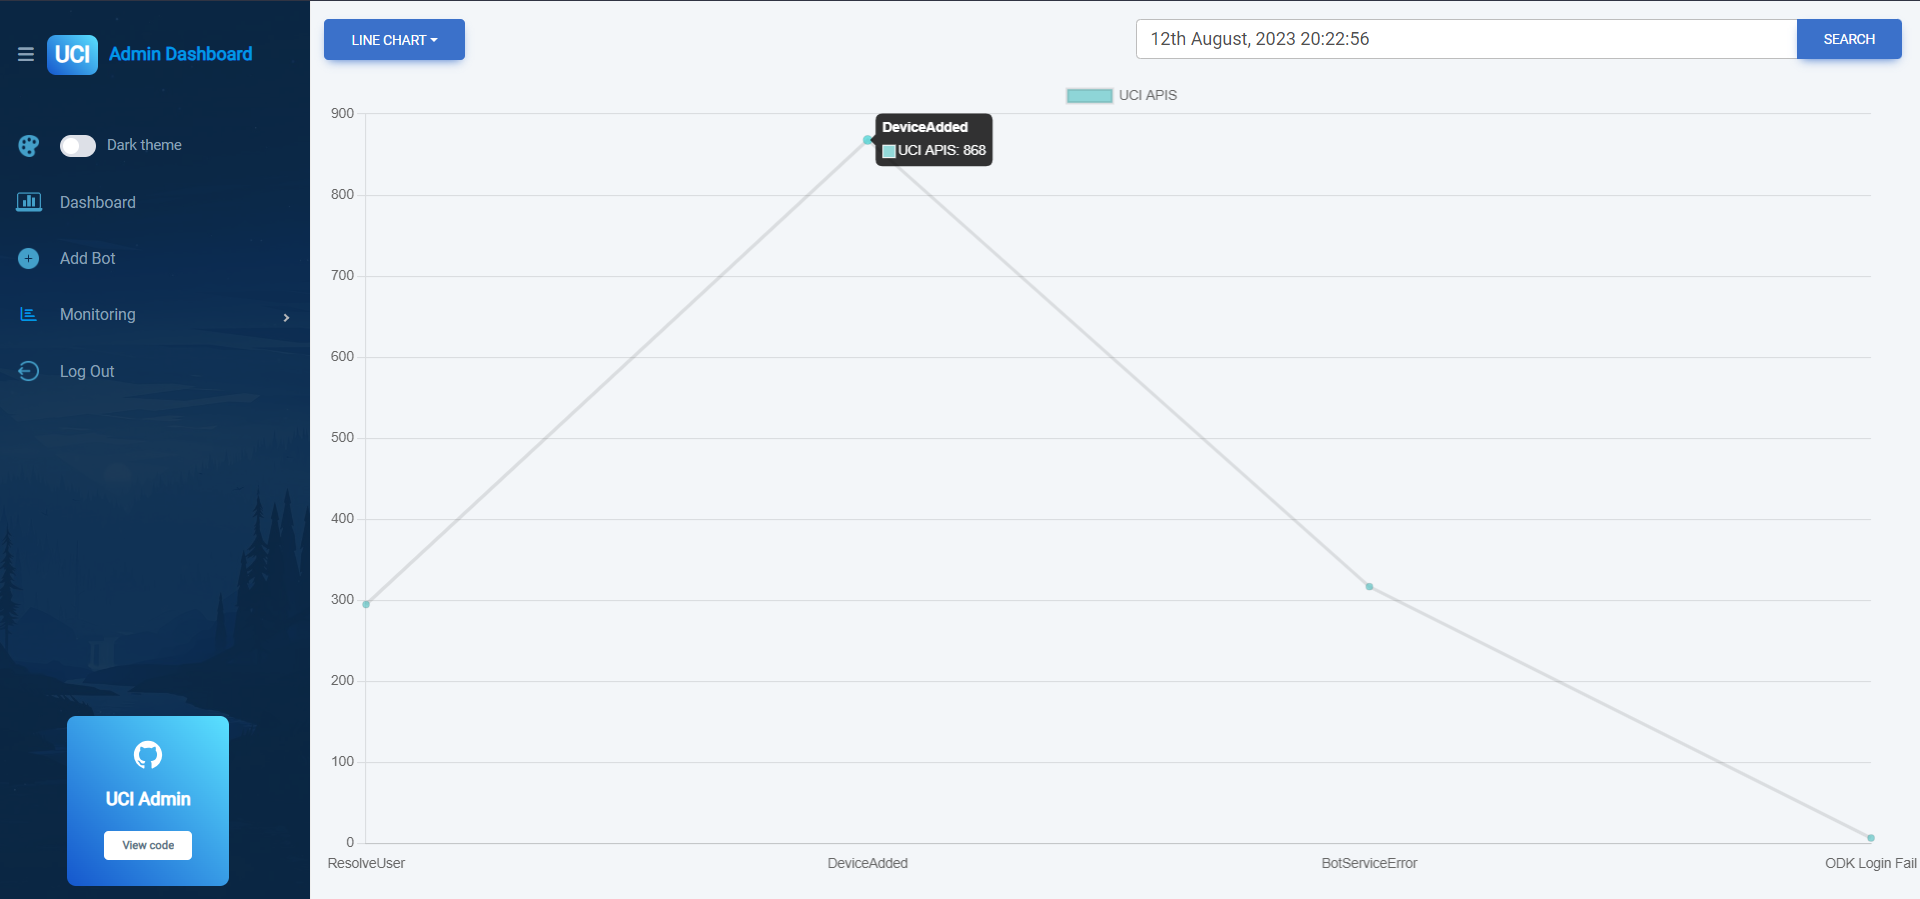 UCI Admin Dashboard
Dark theme
Dashboard
Add Bot
Monitoring
Log Out
UCI Admin
View code
LINE CHART
12th August, 2023 20:22:56
SEARCH
UCI APIS
DeviceAdded
UCI APIS: 868
900
800
700
600
500
400
300
200
100
0
ResolveUser DeviceAdded BotServiceError ODK Login Fail